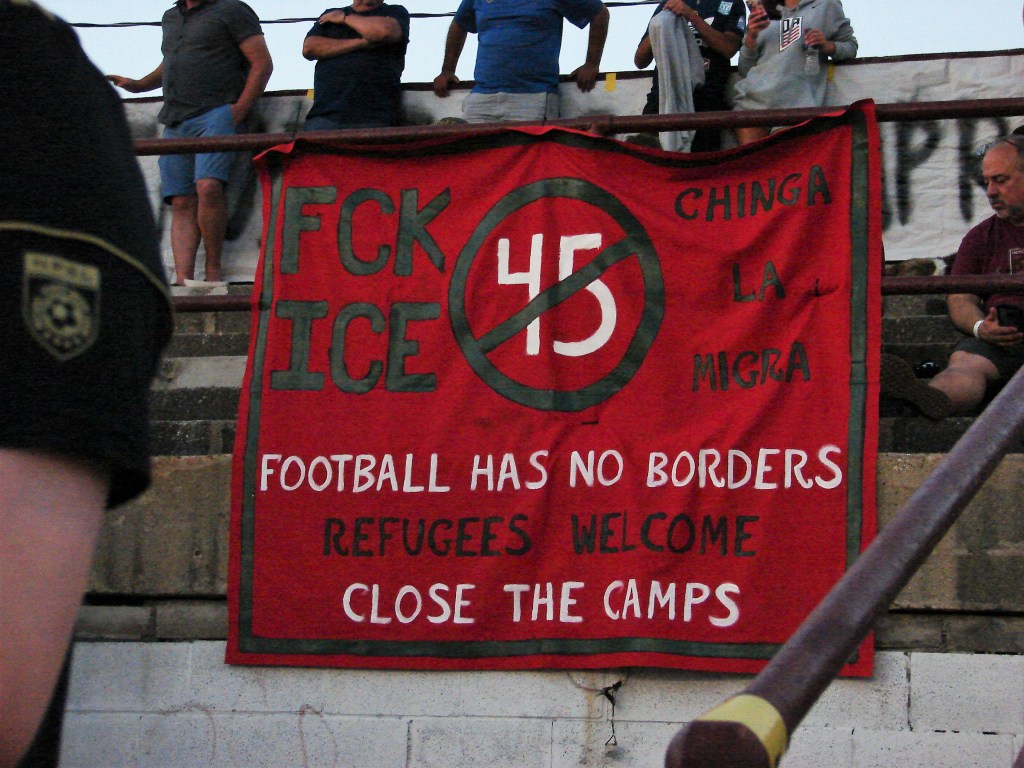 FCK
ICE
45
CHINGA
LA
MIGRA
FOOTBALL HAS NO BORDERS
REFUGEES WELCOME
CLOSE THE CAMPS